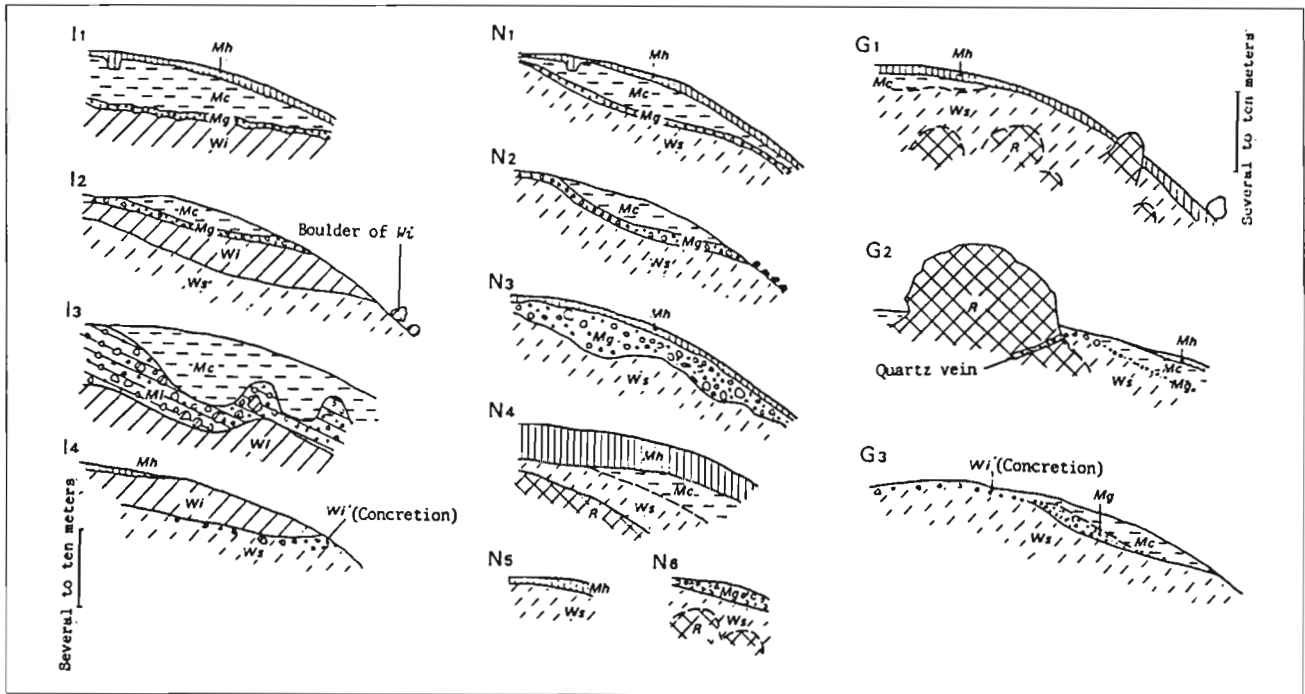 I1
Mh
Mc
Mg
Wi
I2
Mc
Mg
Wi
Ws
Boulder of Wi
I3
Mc
Mi
Wi
I4
Mh
Wi
Ws
Wi (Concretion)
Several to ten meters
N1
Mh
Mc
Mg
Ws
N2
Mc
Mg
Ws
N3
Mh
Mg
Ws
N4
Mh
Mc
Ws
R
N5
Mh
Ws
N6
Mg
Ws
R
G1
Mh
Mc
Ws
R
Several to ten meters
G2
R
Quartz vein
Mh
Mc
Mg
Ws
G3
Wi (Concretion)
Mg
Mc
Ws